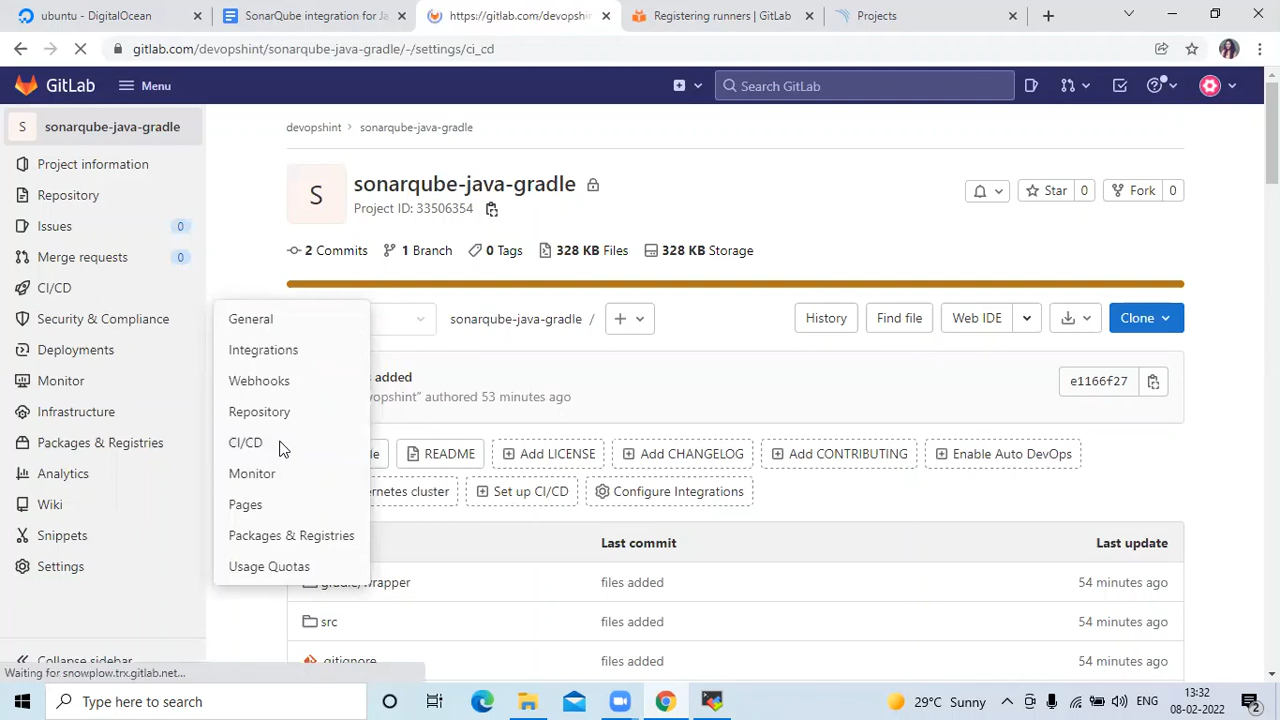 ubuntu - DigitalOcean
SonarQube integration for Ja
https://gitlab.com/devopshint
Registering runners | GitLab
Projects
gitlab.com/devopshint/sonarqube-java-gradle/-/settings/ci_cd
GitLab
Menu
Search GitLab
S sonarqube-java-gradle
Project information
Repository
Issues 0
Merge requests 0
CI/CD
Security & Compliance
Deployments
Monitor
Infrastructure
Packages & Registries
Analytics
Wiki
Snippets
Settings
Collapse sidebar
Waiting for snowplow.trx.gitlab.net...
General
Integrations
Webhooks
Repository
CI/CD
Monitor
Pages
Packages & Registries
Usage Quotas
devopshint > sonarqube-java-gradle
S
sonarqube-java-gradle
Project ID: 33506354
Star 0
Fork 0
2 Commits 1 Branch 0 Tags 328 KB Files 328 KB Storage
sonarqube-java-gradle /
History
Find file
Web IDE
Clone
added
authored 53 minutes ago
e1166f27
README
Add LICENSE
Add CHANGELOG
Add CONTRIBUTING
Enable Auto DevOps
cluster
Set up CI/CD
Configure Integrations
Last commit
Last update
gradle/wrapper files added 54 minutes ago
src files added 54 minutes ago
.gitignore files added 54 minutes ago
Type here to search
29°C Sunny
ENG
13:32
08-02-2022
2